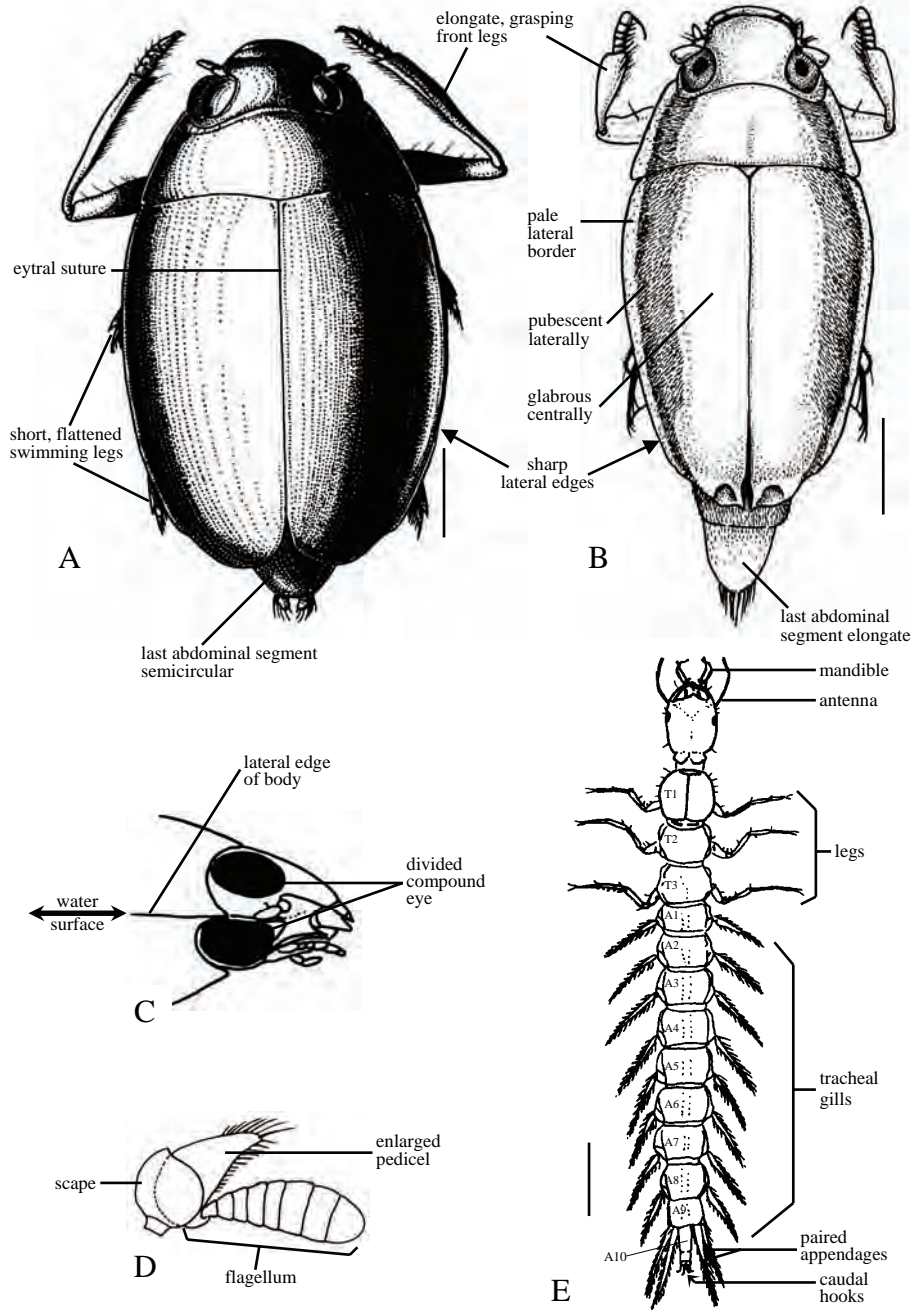 elongate, grasping
front legs
eytral suture
short, flattened
swimming legs
A
last abdominal segment
semicircular
pale
lateral
border
pubescent
laterally
glabrous
centrally
sharp
lateral edges
B
last abdominal
segment elongate
lateral edge
of body
water
surface
divided
compound
eye
C
scape
enlarged
pedicel
flagellum
D
mandible
antenna
T1
T2
T3
legs
A1
A2
A3
A4
A5
A6
A7
A8
A9
tracheal
gills
A10
paired
appendages
caudal
hooks
E